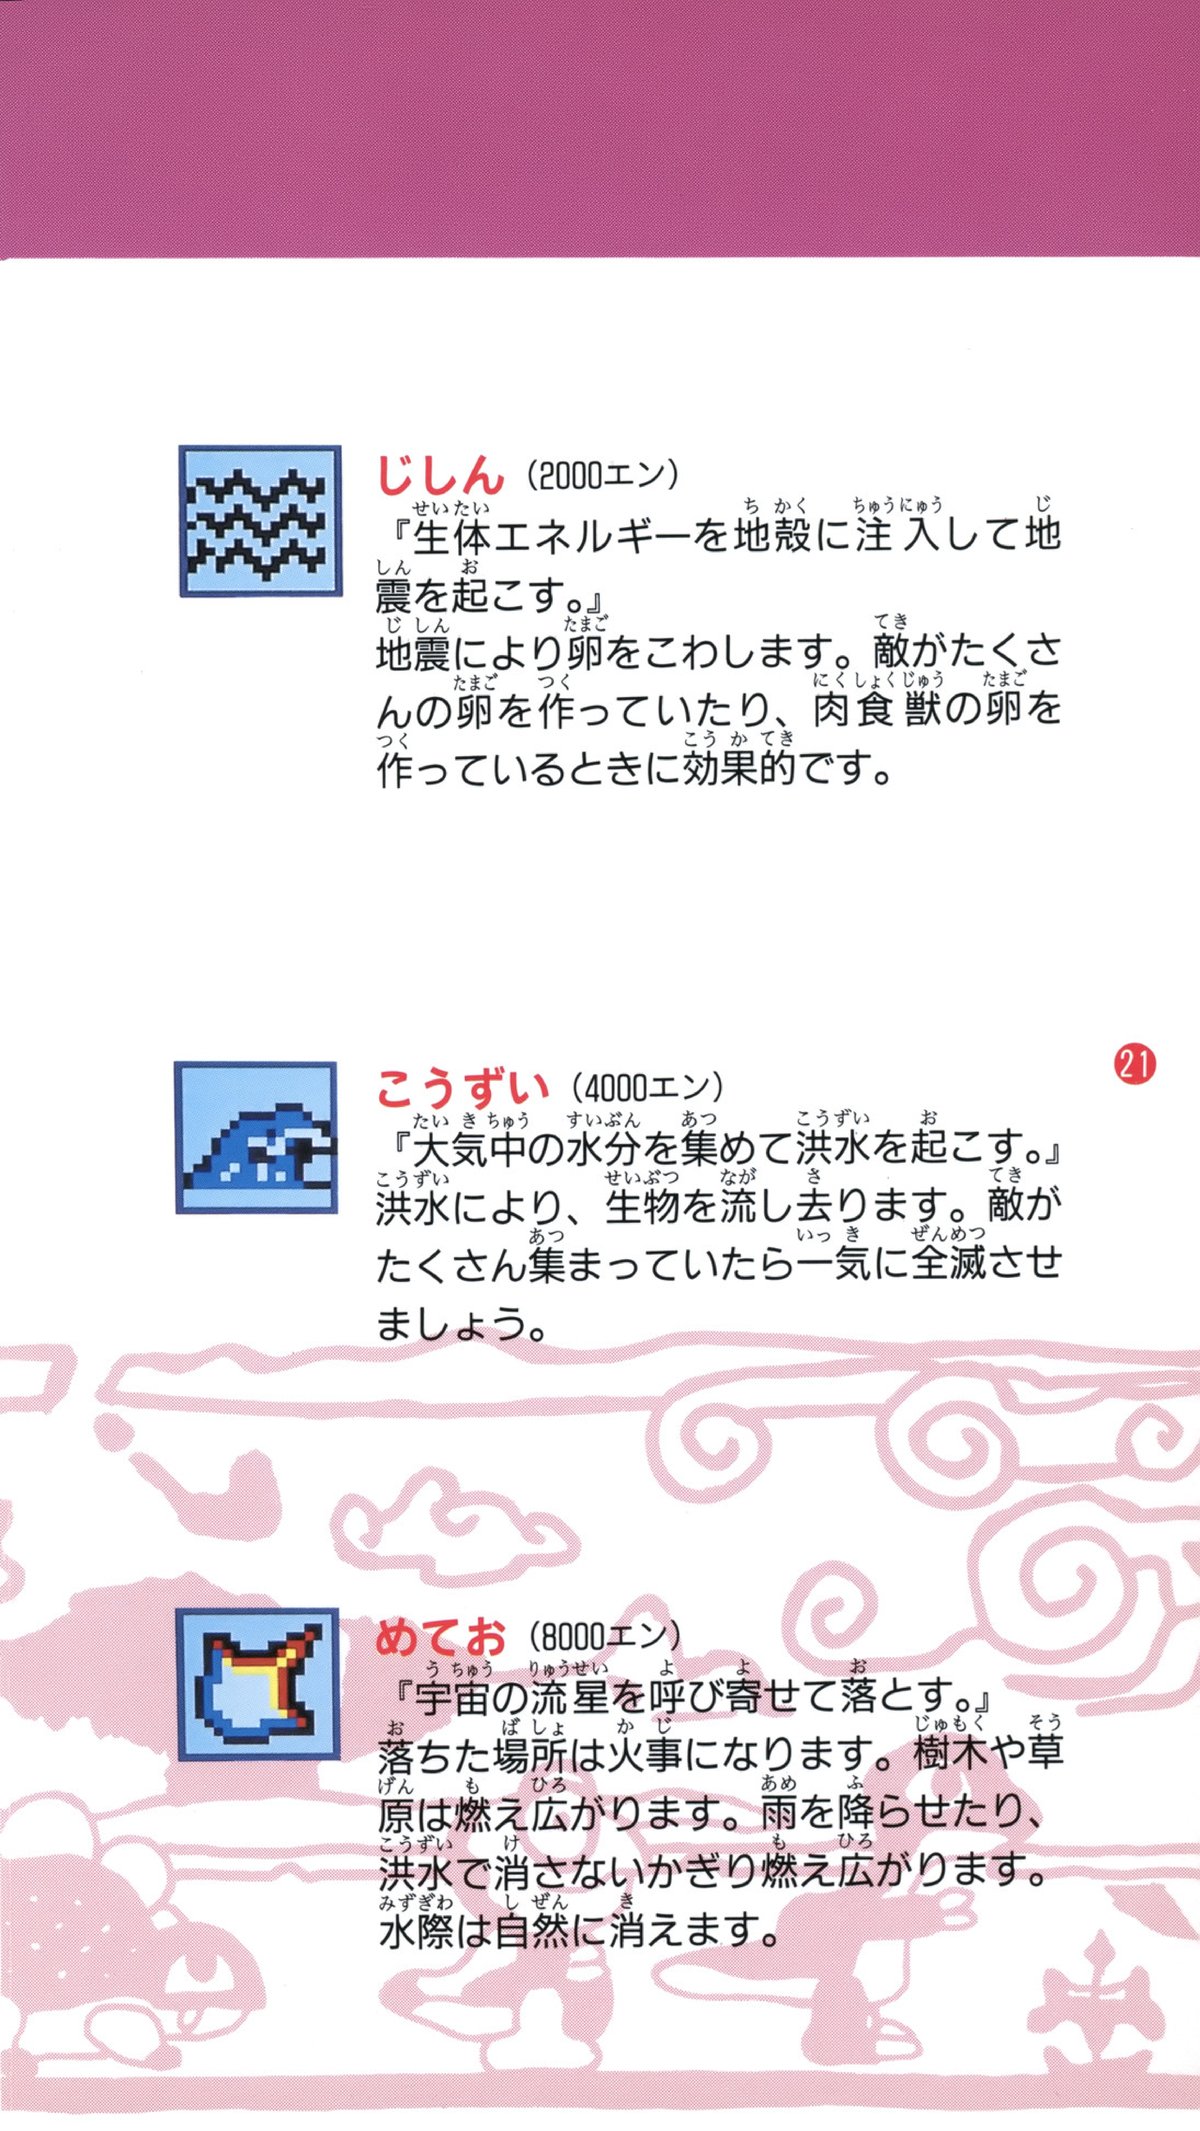 じしん（2000エン）
『生体エネルギーを地殻に注入して地
震を起こす。』
地震により卵をこわします。敵がたくさ
んの卵を作っていたり、肉食獣の卵を
作っているときに効果的です。
21
こうずい（4000エン）
『大気中の水分を集めて洪水を起こす。』
洪水により、生物を流し去ります。敵が
たくさん集まっていたら一気に全滅させ
ましょう。
めてお（8000エン）
『宇宙の流星を呼び寄せて落とす。』
落ちた場所は火事になります。樹木や草
原は燃え広がります。雨を降らせたり、
洪水で消さないかぎり燃え広がります。
水際は自然に消えます。